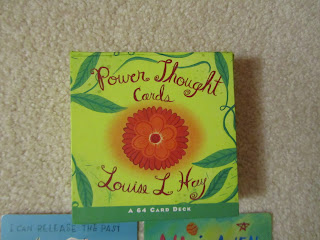 Power Thought
Cards
Louise L Hay
A 64 CARD DECK
I CAN RELEASE THE PAST